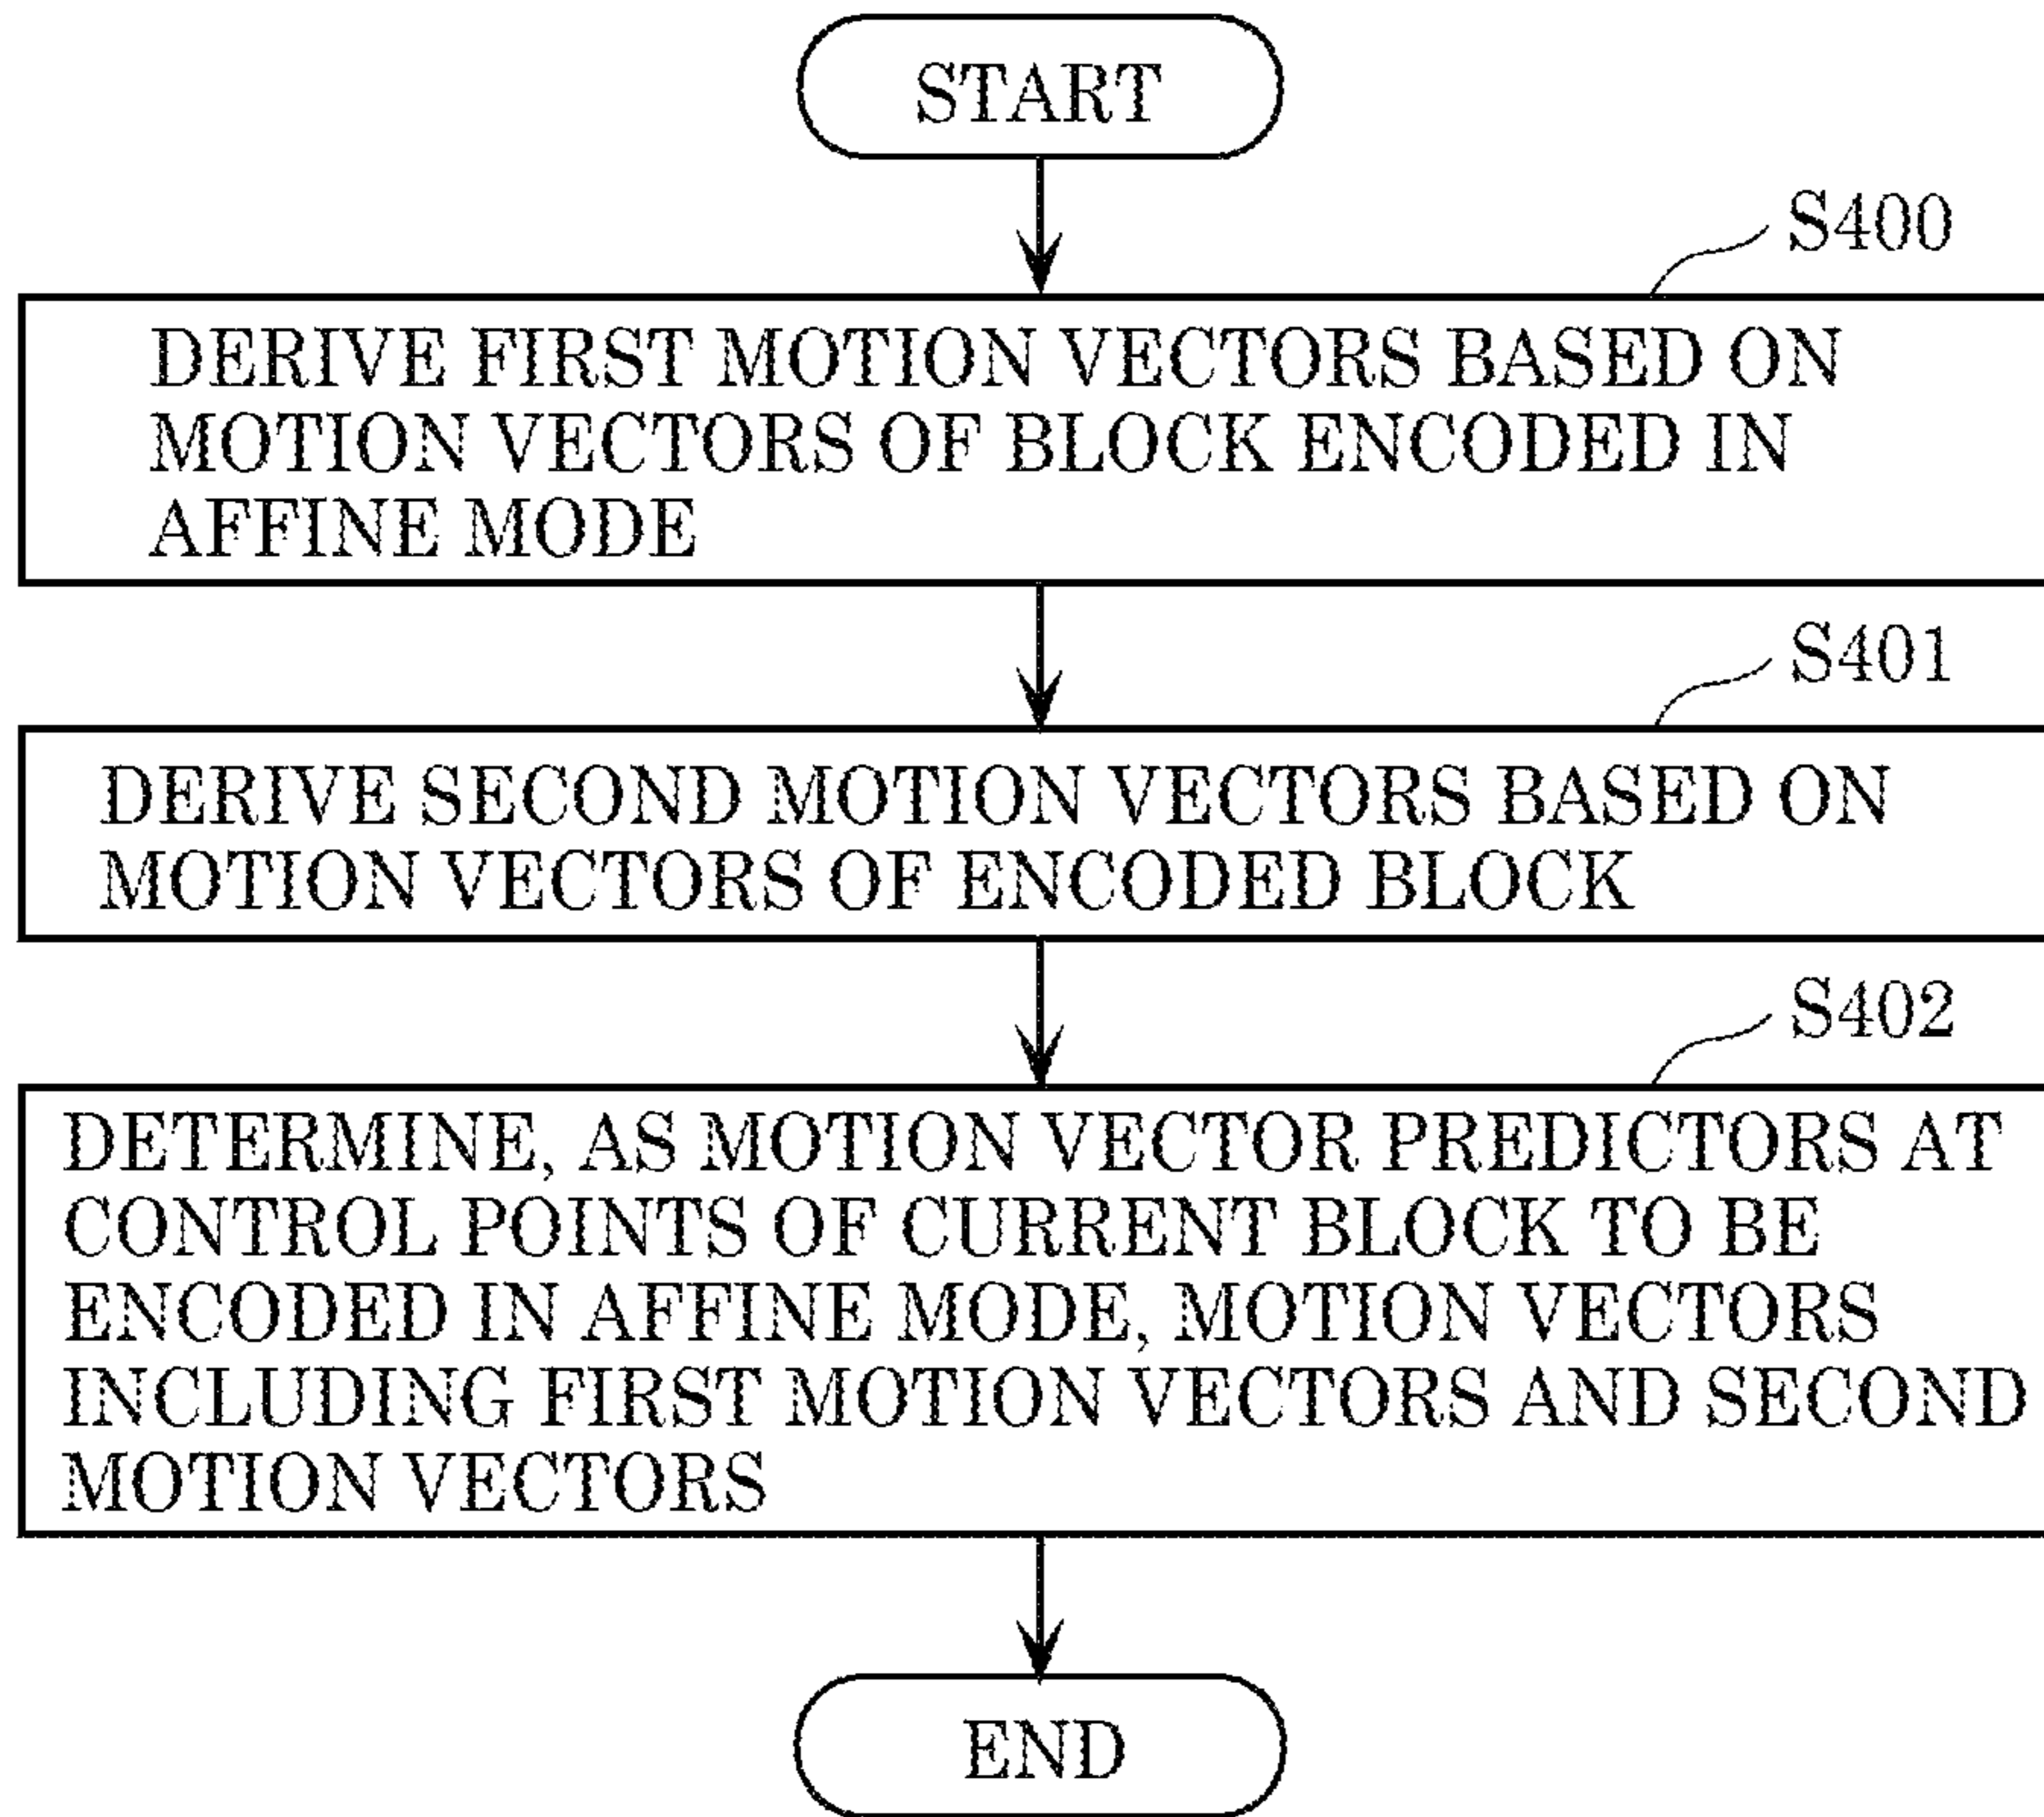 START
S400
DERIVE FIRST MOTION VECTORS BASED ON
MOTION VECTORS OF BLOCK ENCODED IN
AFFINE MODE
S401
DERIVE SECOND MOTION VECTORS BASED ON
MOTION VECTORS OF ENCODED BLOCK
S402
DETERMINE, AS MOTION VECTOR PREDICTORS AT
CONTROL POINTS OF CURRENT BLOCK TO BE
ENCODED IN AFFINE MODE, MOTION VECTORS
INCLUDING FIRST MOTION VECTORS AND SECOND
MOTION VECTORS
END